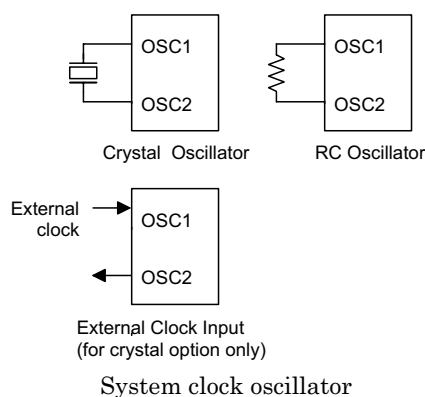 OSC1
OSC2
Crystal Oscillator
OSC1
OSC2
RC Oscillator
External
clock
OSC1
OSC2
External Clock Input
(for crystal option only)
System clock oscillator